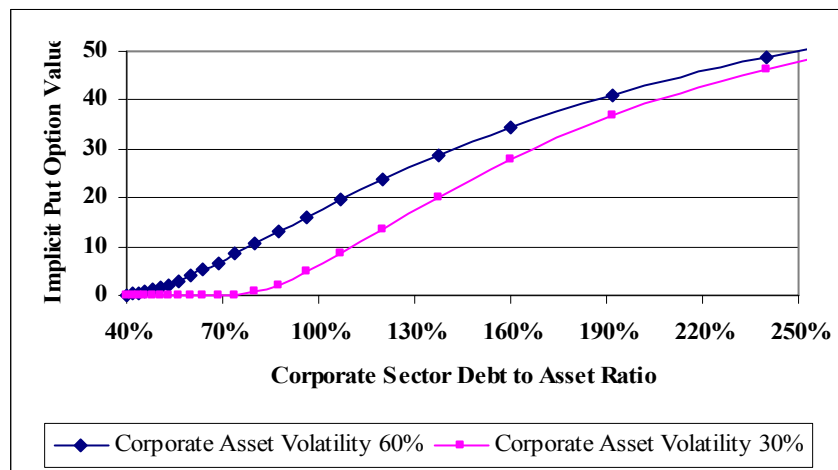 Implicit Put Option Value
50
40
30
20
10
0
40% 70% 100% 130% 160% 190% 220% 250%
Corporate Sector Debt to Asset Ratio
Corporate Asset Volatility 60% Corporate Asset Volatility 30%